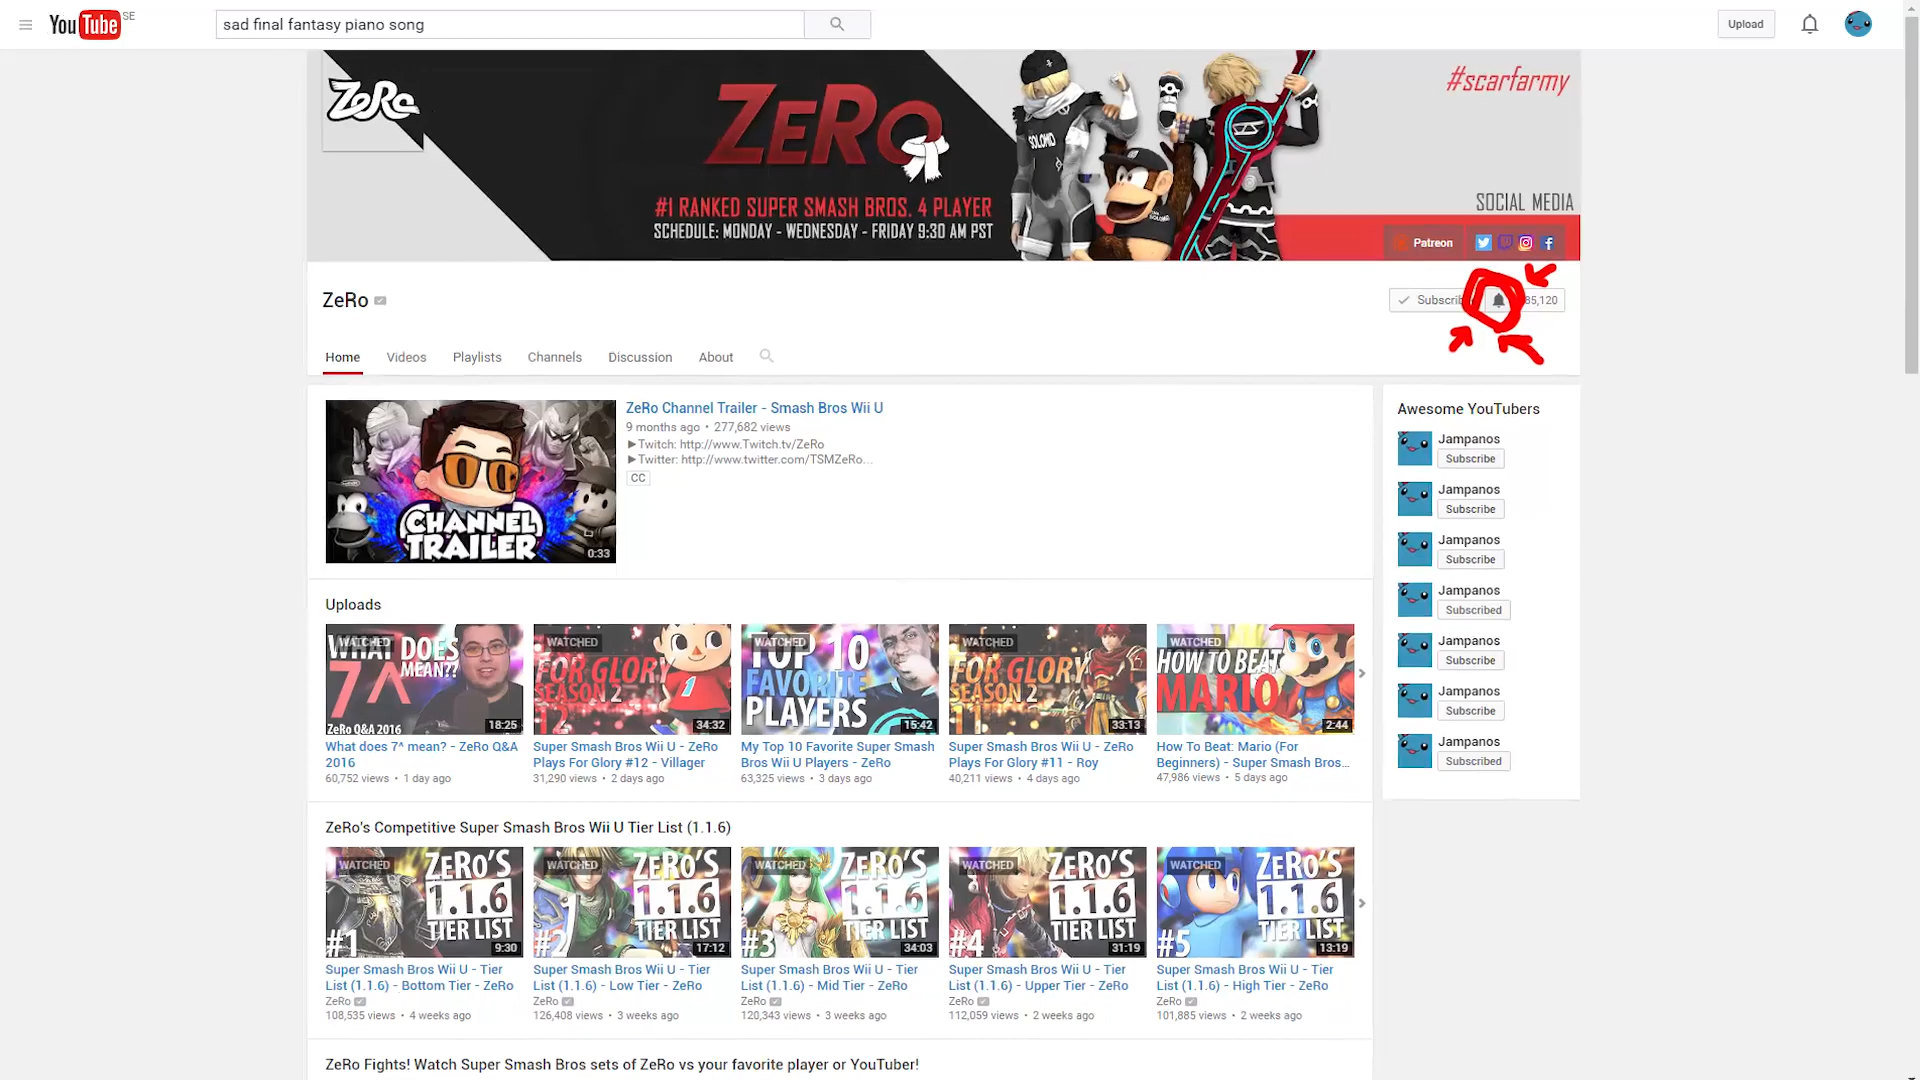 YouTube SE
sad final fantasy piano song
Upload
ZeRo
ZeRo
#scarfarmy
SOLOMID
#1 RANKED SUPER SMASH BROS. 4 PLAYER
SCHEDULE: MONDAY - WEDNESDAY - FRIDAY 9:30 AM PST
SOCIAL MEDIA
Patreon
ZeRo
Home Videos Playlists Channels Discussion About
CHANNEL
TRAILER
0:33
ZeRo Channel Trailer - Smash Bros Wii U
9 months ago • 277,682 views
►Twitch: http://www.Twitch.tv/ZeRo
►Twitter: http://www.twitter.com/TSMZeRo...
CC
Awesome YouTubers
Jampanos
Subscribe
Jampanos
Subscribe
Jampanos
Subscribe
Jampanos
Subscribed
Jampanos
Subscribe
Jampanos
Subscribe
Jampanos
Subscribed
Uploads
WATCHED
WHAT DOES
7^ MEAN??
ZeRo Q&A 2016
18:25
What does 7^ mean? - ZeRo Q&A
2016
60,752 views • 1 day ago
WATCHED
FOR GLORY
SEASON 2
12
34:32
Super Smash Bros Wii U - ZeRo
Plays For Glory #12 - Villager
31,290 views • 2 days ago
WATCHED
TOP 10
FAVORITE
PLAYERS
15:42
My Top 10 Favorite Super Smash
Bros Wii U Players - ZeRo
63,325 views • 3 days ago
WATCHED
FOR GLORY
SEASON 2
11
33:13
Super Smash Bros Wii U - ZeRo
Plays For Glory #11 - Roy
40,211 views • 4 days ago
WATCHED
HOW TO BEAT
MARIO
2:44
How To Beat: Mario (For
Beginners) - Super Smash Bros...
47,986 views • 5 days ago
ZeRo's Competitive Super Smash Bros Wii U Tier List (1.1.6)
WATCHED
ZERO'S
1.1.6
TIER LIST
#1
9:30
Super Smash Bros Wii U - Tier
List (1.1.6) - Bottom Tier - ZeRo
ZeRo
108,535 views • 4 weeks ago
WATCHED
ZERO'S
1.1.6
TIER LIST
#2
17:12
Super Smash Bros Wii U - Tier
List (1.1.6) - Low Tier - ZeRo
ZeRo
126,408 views • 3 weeks ago
WATCHED
ZERO'S
1.1.6
TIER LIST
#3
34:03
Super Smash Bros Wii U - Tier
List (1.1.6) - Mid Tier - ZeRo
ZeRo
120,343 views • 3 weeks ago
WATCHED
ZERO'S
1.1.6
TIER LIST
#4
31:19
Super Smash Bros Wii U - Tier
List (1.1.6) - Upper Tier - ZeRo
ZeRo
112,059 views • 2 weeks ago
WATCHED
ZERO'S
1.1.6
TIER LIST
#5
13:19
Super Smash Bros Wii U - Tier
List (1.1.6) - High Tier - ZeRo
ZeRo
101,885 views • 2 weeks ago
ZeRo Fights! Watch Super Smash Bros sets of ZeRo vs your favorite player or YouTuber!